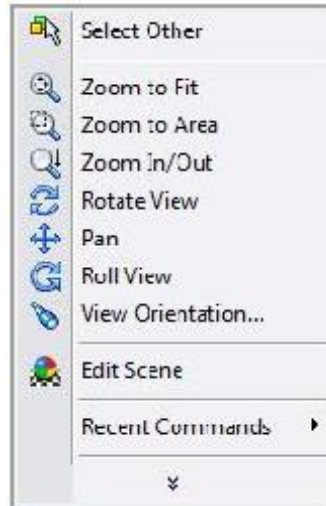 Select Other
Zoom to Fit
Zoom to Area
Zoom In/Out
Rotate View
Pan
Roll View
View Orientation...
Edit Scene
Recent Commands